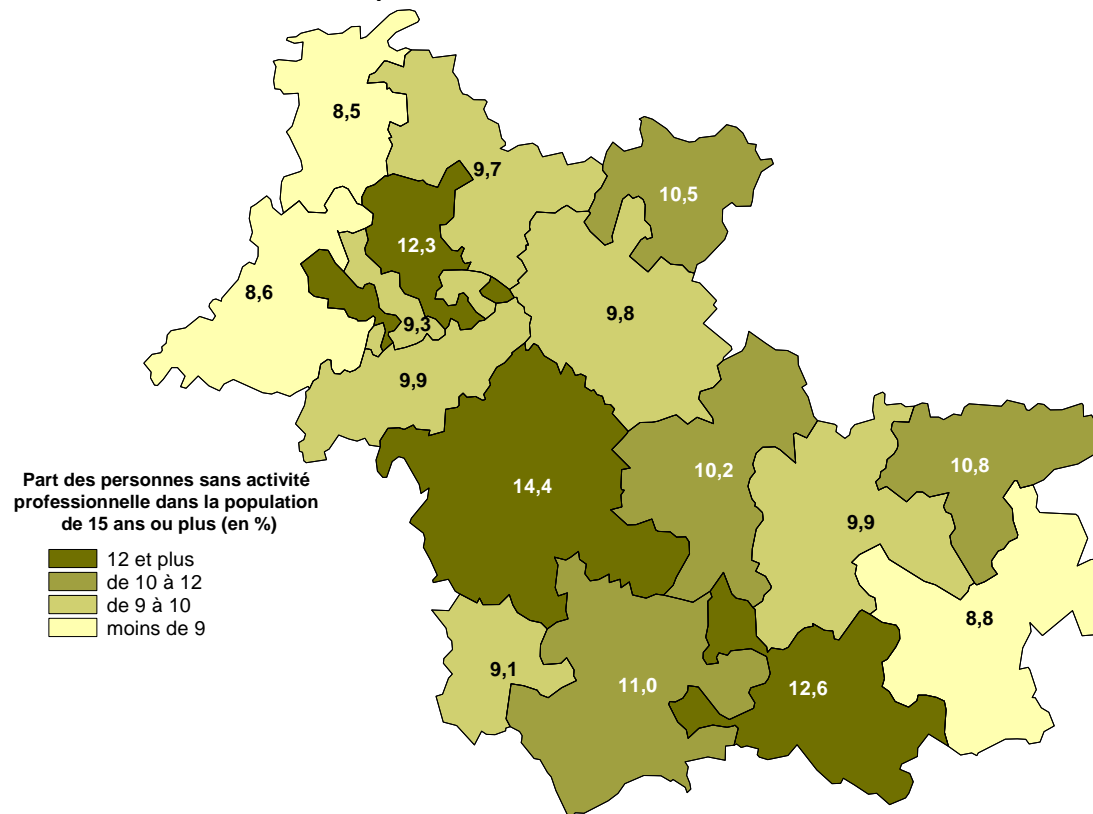 8,5
9,7
10,5
12,3
8,6
9,3
9,8
9,9
14,4
10,2
10,8
9,9
8,8
9,1
11,0
12,6
Part des personnes sans activité
professionnelle dans la population
de 15 ans ou plus (en %)
12 et plus
de 10 à 12
de 9 à 10
moins de 9